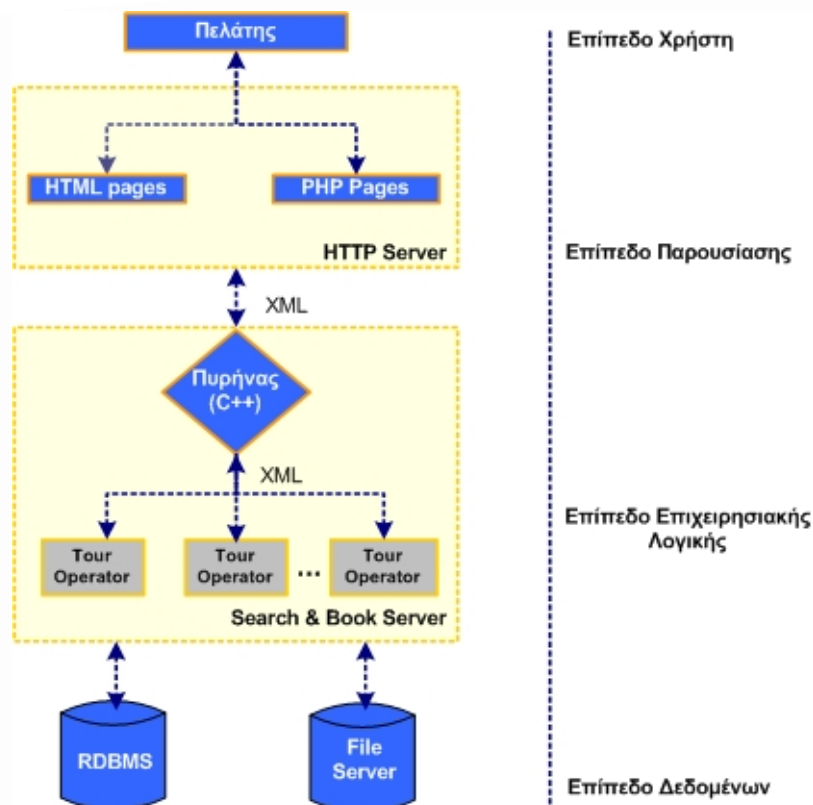 Πελάτης
Επίπεδο Χρήστη
HTML pages
PHP Pages
HTTP Server
Επίπεδο Παρουσίασης
XML
Πυρήνας
(C++)
XML
Επίπεδο Επιχειρησιακής
Λογικής
Tour
Operator
Tour
Operator
...
Tour
Operator
Search & Book Server
RDBMS
File
Server
Επίπεδο Δεδομένων